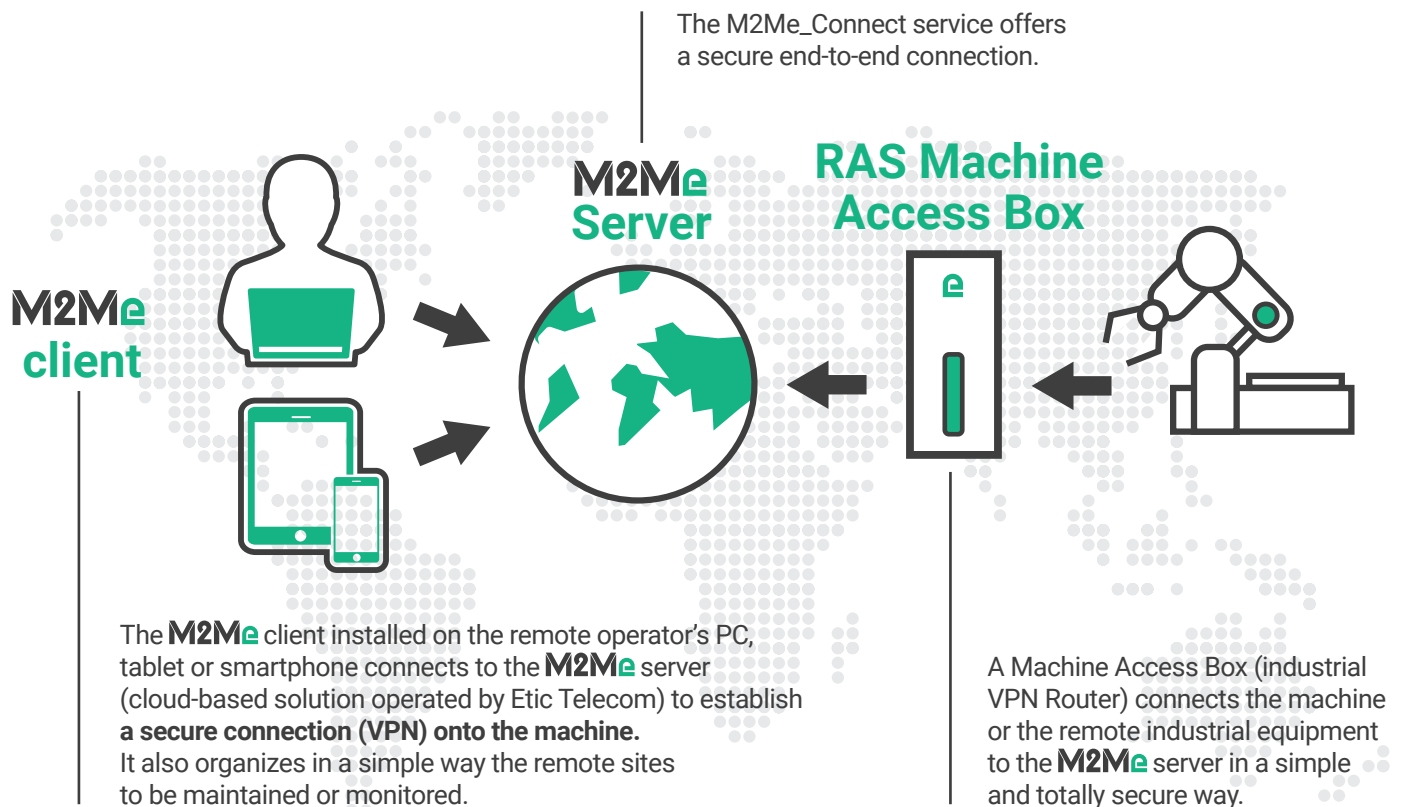 The M2Me_Connect service offers
a secure end-to-end connection.
M2Me
Server
RAS Machine
Access Box
M2Me
client
The M2Me client installed on the remote operator's PC,
tablet or smartphone connects to the M2Me server
(cloud-based solution operated by Etic Telecom) to establish
a secure connection (VPN) onto the machine.
It also organizes in a simple way the remote sites
to be maintained or monitored.
A Machine Access Box (industrial
VPN Router) connects the machine
or the remote industrial equipment
to the M2Me server in a simple
and totally secure way.